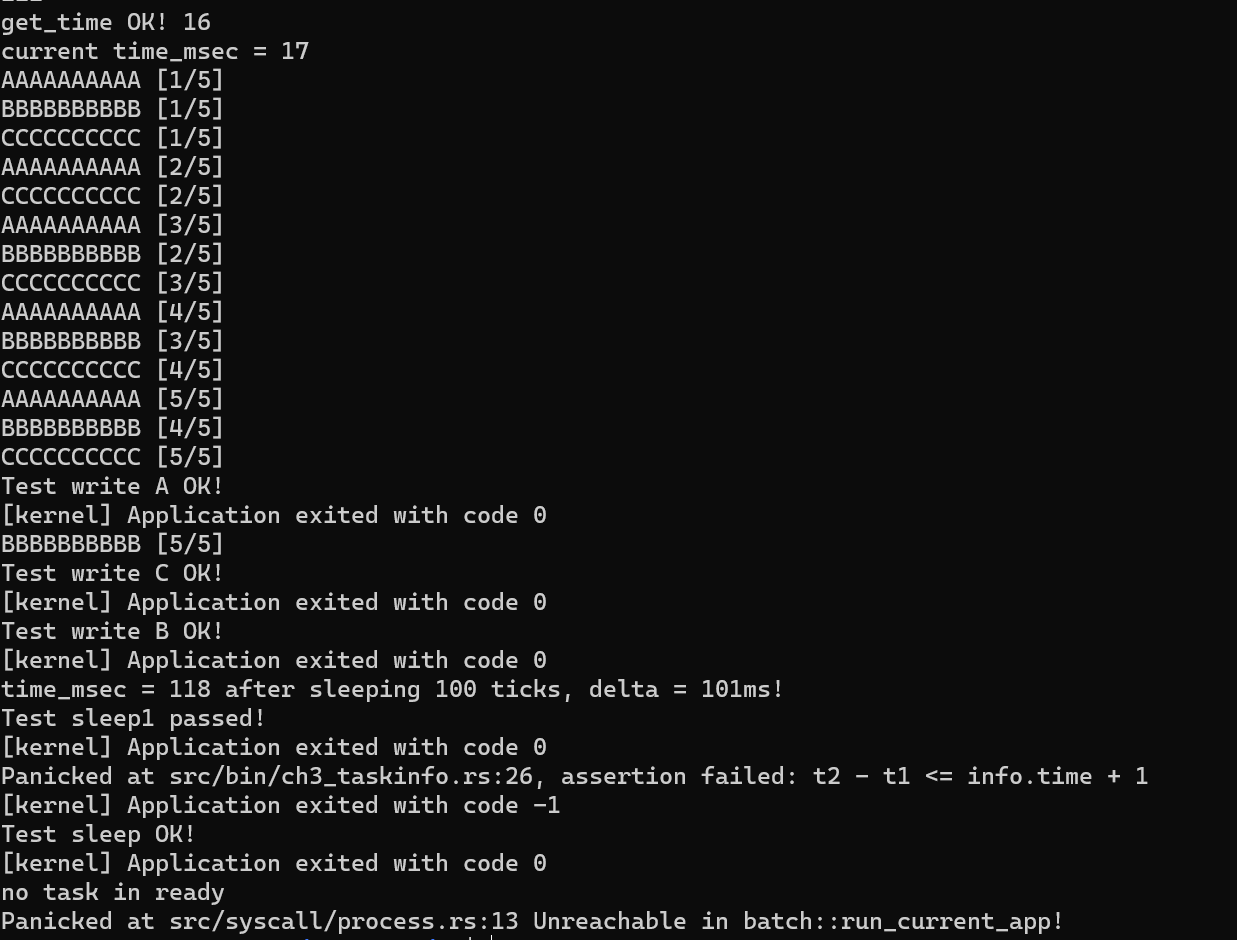 get_time OK! 16
current time_msec = 17
AAAAAAAAAA [1/5]
BBBBBBBBBB [1/5]
CCCCCCCCCC [1/5]
AAAAAAAAAA [2/5]
CCCCCCCCCC [2/5]
AAAAAAAAAA [3/5]
BBBBBBBBBB [2/5]
CCCCCCCCCC [3/5]
AAAAAAAAAA [4/5]
BBBBBBBBBB [3/5]
CCCCCCCCCC [4/5]
AAAAAAAAAA [5/5]
BBBBBBBBBB [4/5]
CCCCCCCCCC [5/5]
Test write A OK!
[kernel] Application exited with code 0
BBBBBBBBBB [5/5]
Test write C OK!
[kernel] Application exited with code 0
Test write B OK!
[kernel] Application exited with code 0
time_msec = 118 after sleeping 100 ticks, delta = 101ms!
Test sleep1 passed!
[kernel] Application exited with code 0
Panicked at src/bin/ch3_taskinfo.rs:26, assertion failed: t2 - t1 <= info.time + 1
[kernel] Application exited with code -1
Test sleep OK!
[kernel] Application exited with code 0
no task in ready
Panicked at src/syscall/process.rs:13 Unreachable in batch::run_current_app!